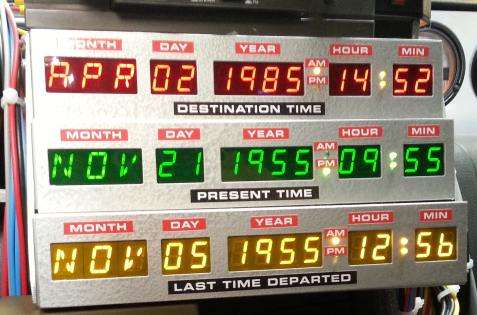 MONTH DAY YEAR HOUR MIN
APR 02 1985 AM PM 14:52
DESTINATION TIME
MONTH DAY YEAR HOUR MIN
NOV 21 1955 AM PM 09:55
PRESENT TIME
MONTH DAY YEAR HOUR MIN
NOV 05 1955 AM PM 12:56
LAST TIME DEPARTED